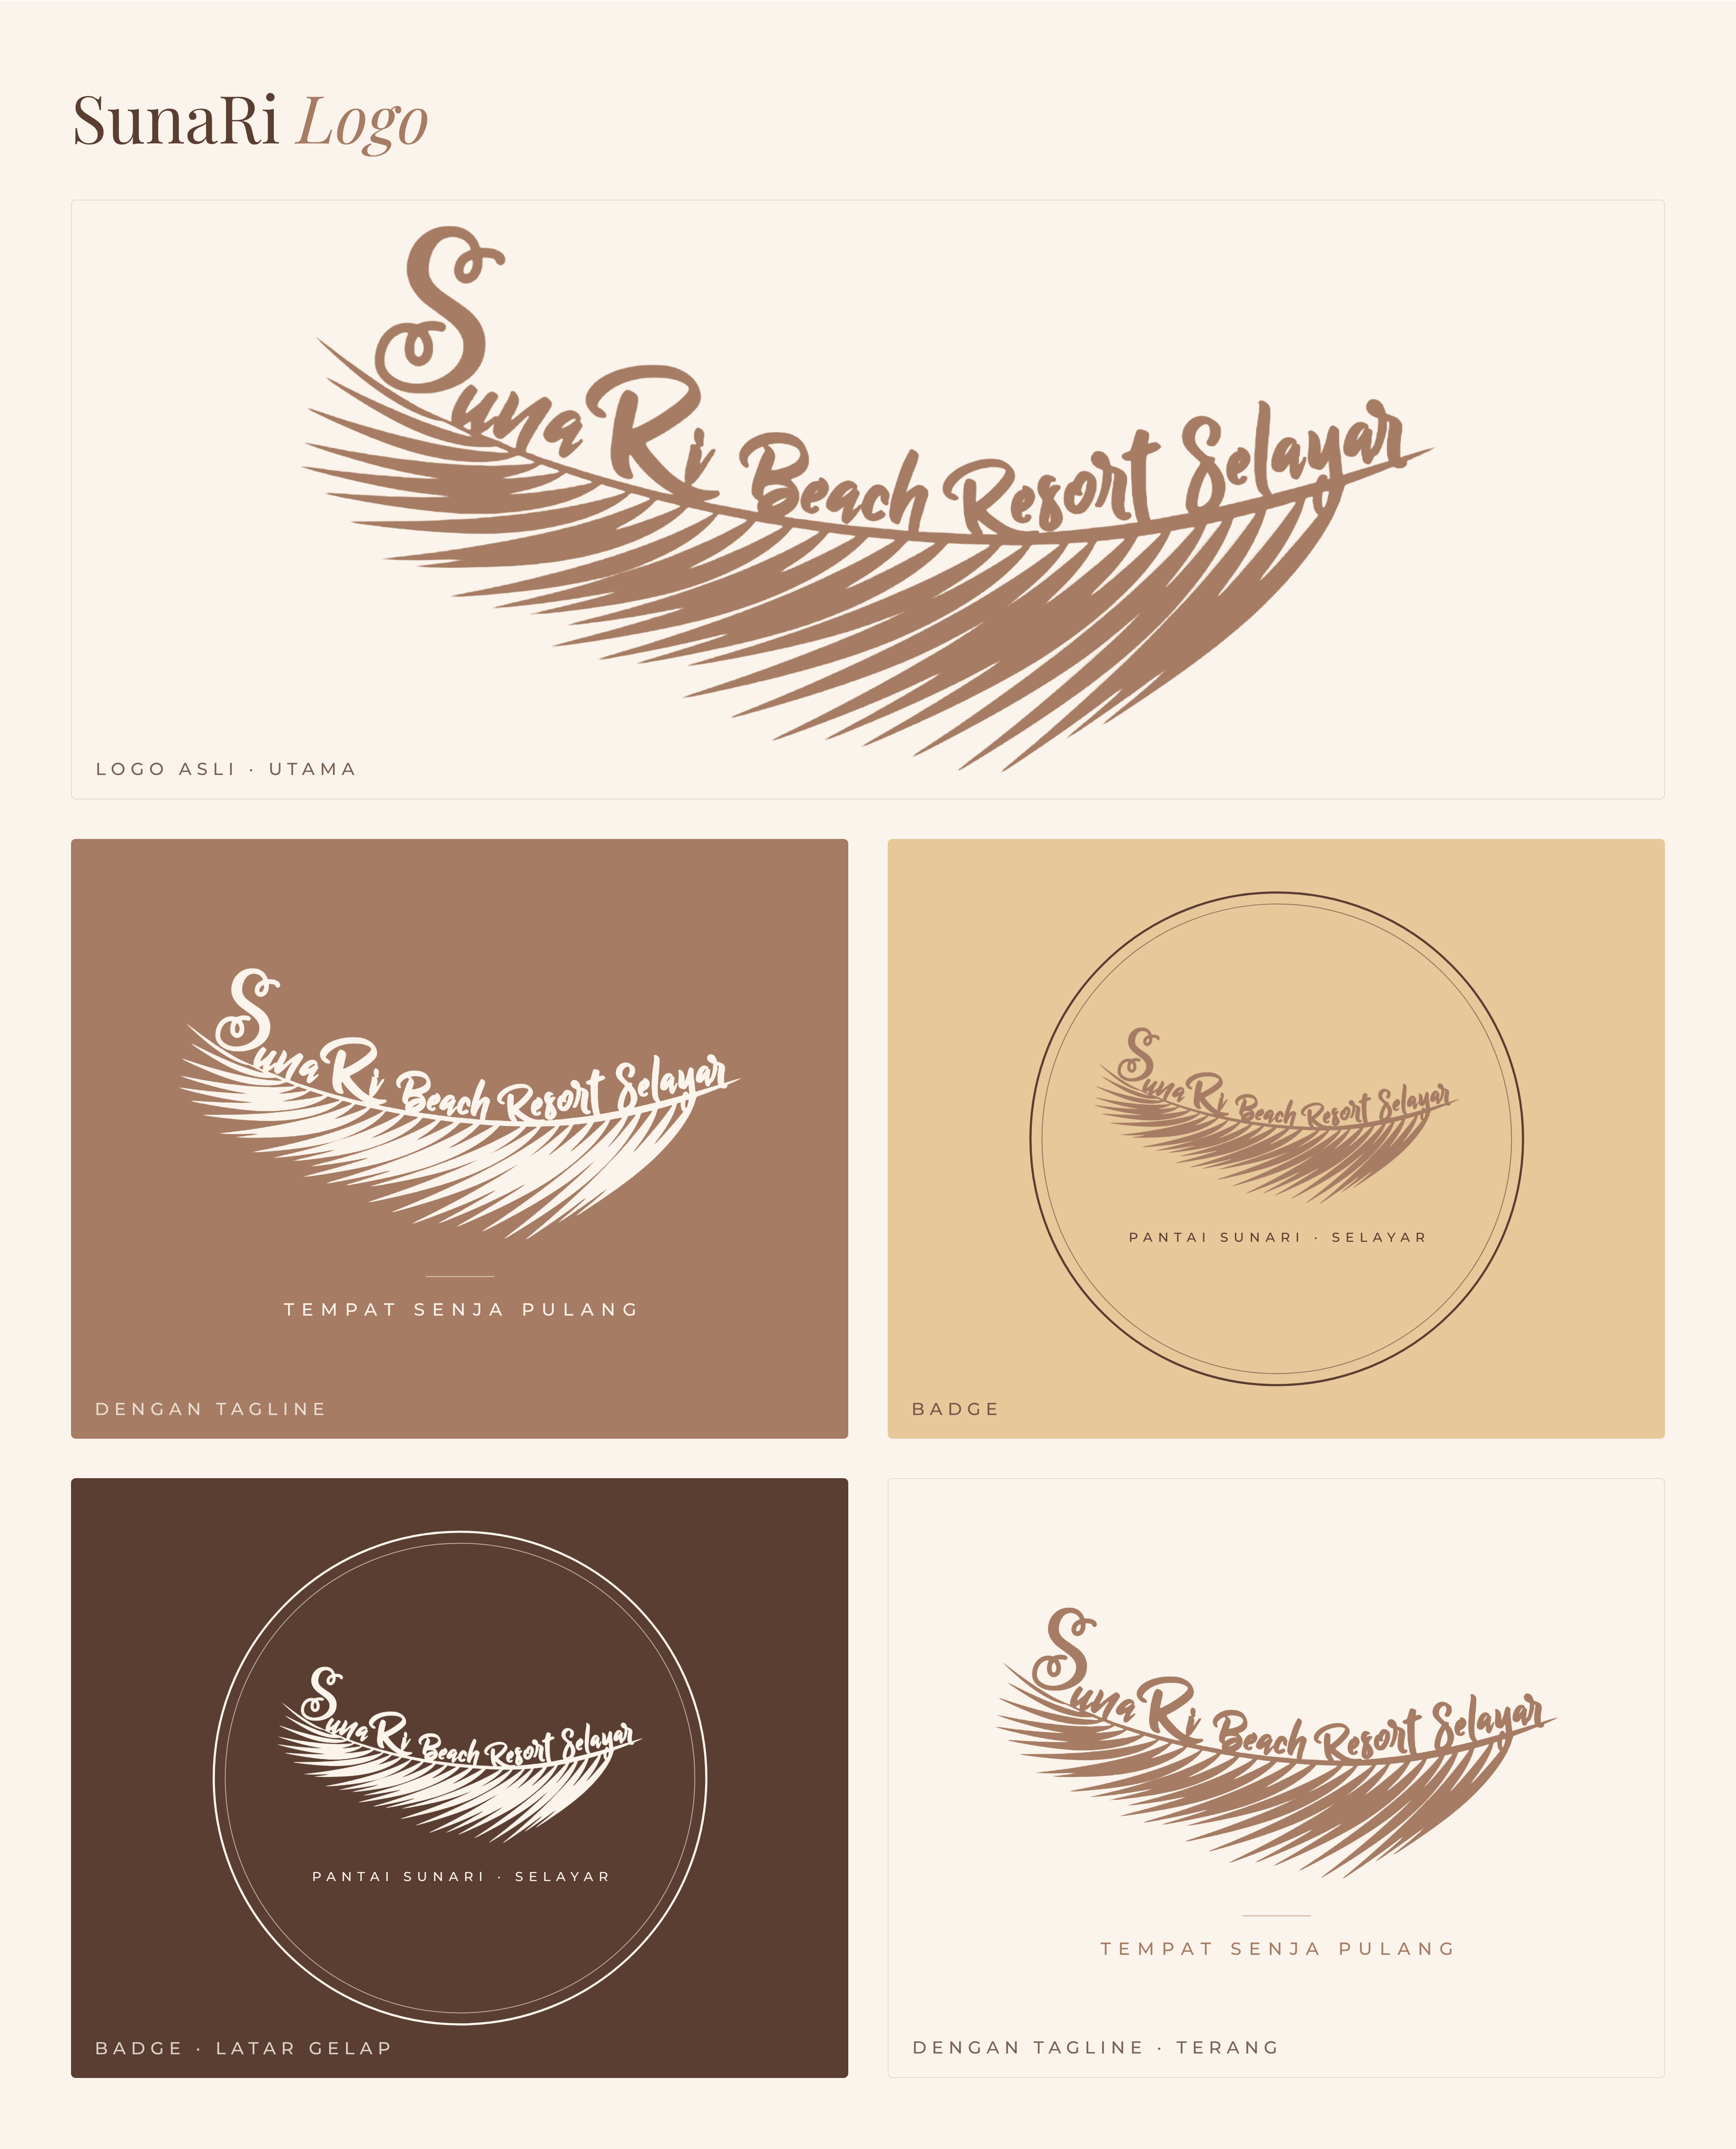 SunaRi Logo
SunaRi Beach Resort Selayar
LOGO ASLI · UTAMA
SunaRi Beach Resort Selayar
TEMPAT SENJA PULANG
DENGAN TAGLINE
SunaRi Beach Resort Selayar
PANTAI SUNARI · SELAYAR
BADGE
SunaRi Beach Resort Selayar
PANTAI SUNARI · SELAYAR
BADGE · LATAR GELAP
SunaRi Beach Resort Selayar
TEMPAT SENJA PULANG
DENGAN TAGLINE · TERANG